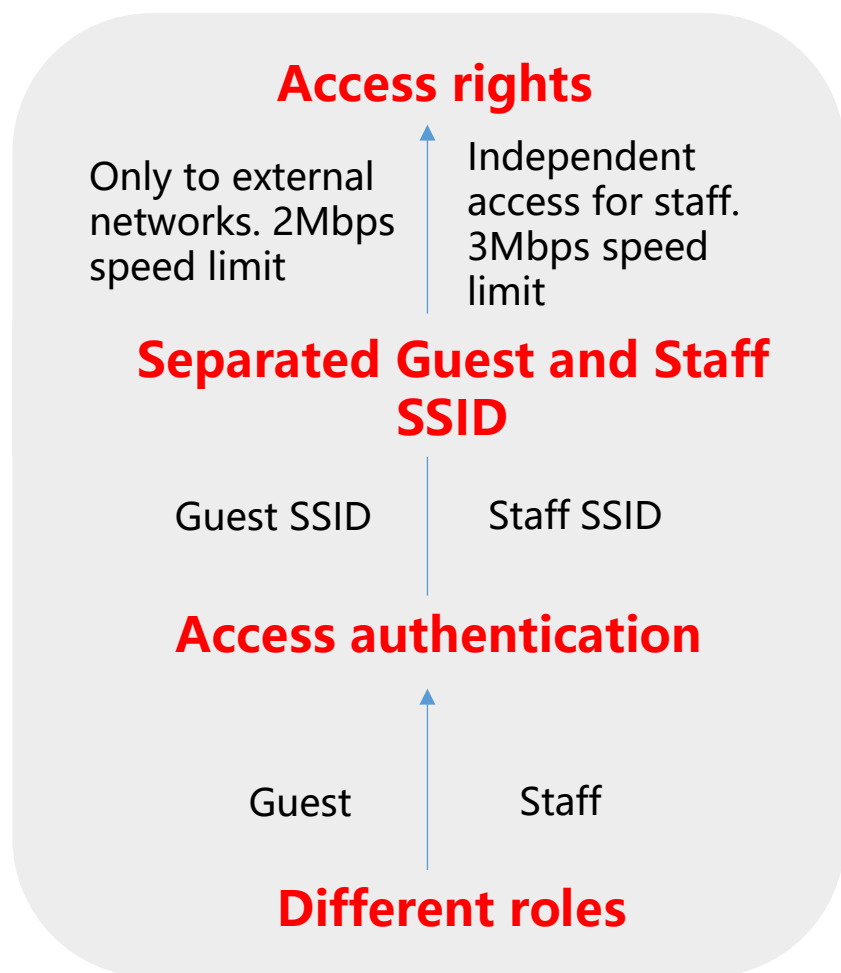 Access rights
Only to external
networks. 2Mbps
speed limit
Independent
access for staff.
3Mbps speed
limit
Separated Guest and Staff
SSID
Guest SSID
Staff SSID
Access authentication
Guest
Staff
Different roles